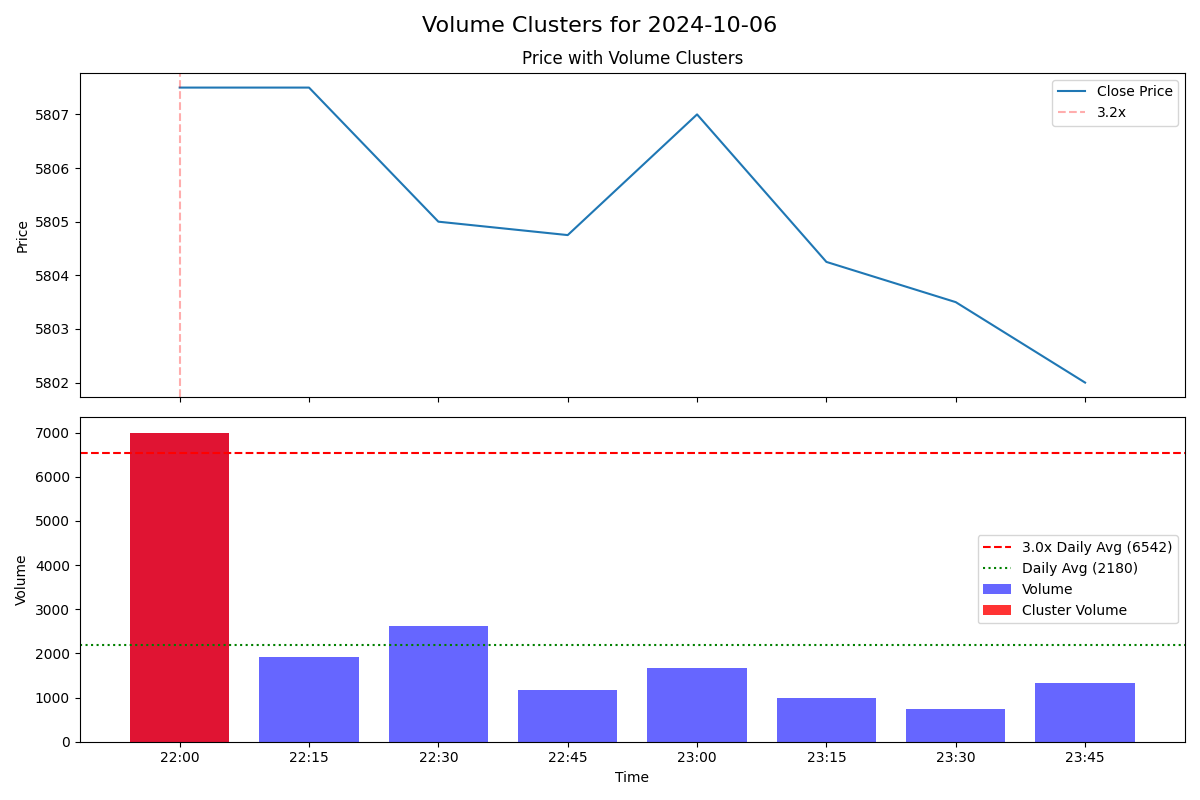 Volume Clusters for 2024-10-06
Price with Volume Clusters
Close Price
3.2x
5807
5806
5805
5804
5803
5802
Price
7000
6000
5000
4000
3000
2000
1000
0
Volume
3.0x Daily Avg (6542)
Daily Avg (2180)
Volume
Cluster Volume
22:00 22:15 22:30 22:45 23:00 23:15 23:30 23:45
Time